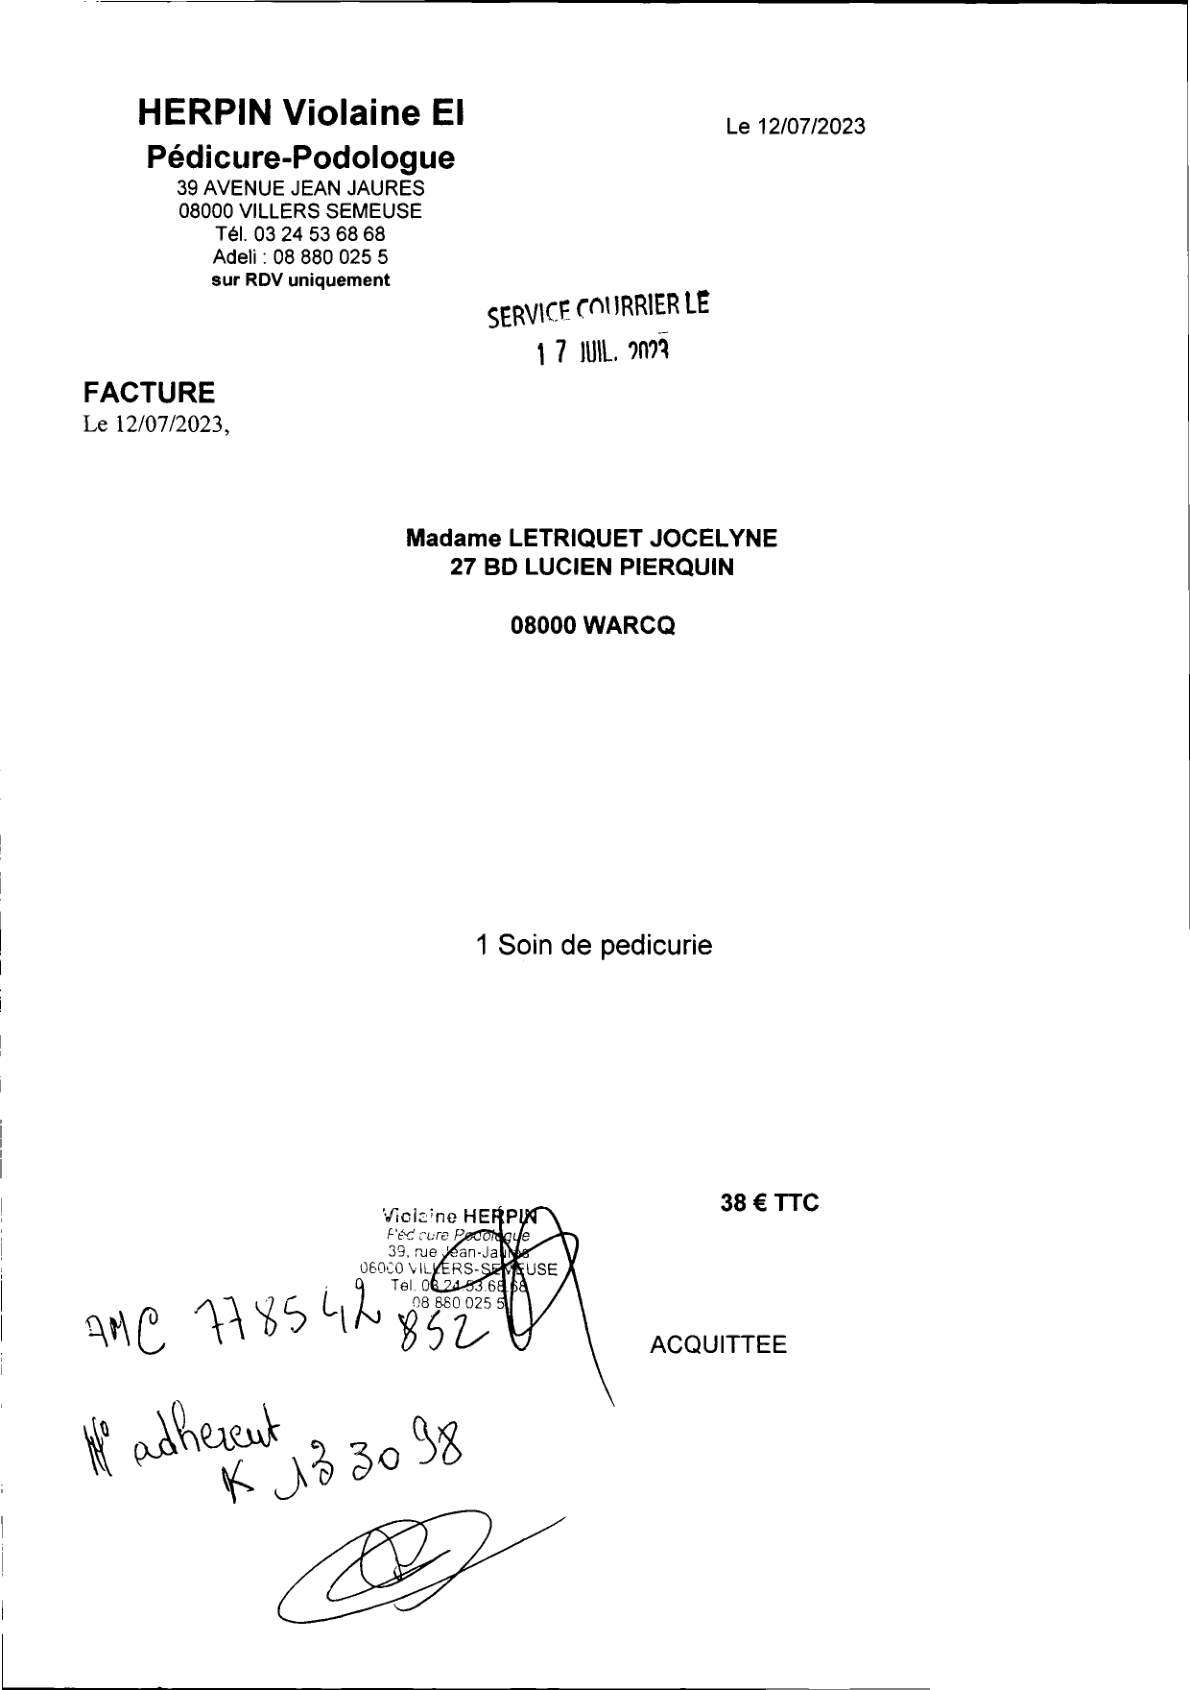 HERPIN Violaine EI
Le 12/07/2023
Pédicure-Podologue
39 AVENUE JEAN JAURES
08000 VILLERS SEMEUSE
Tél. 03 24 53 68 68
Adeli : 08 880 025 5
sur RDV uniquement
SERVICE COURRIER LE
17 JUIL. 2023
FACTURE
Le 12/07/2023,
Madame LETRIQUET JOCELYNE
27 BD LUCIEN PIERQUIN
08000 WARCQ
1 Soin de pedicurie
38 € TTC
Violaine HERPIN
Pédicure Podologue
39, rue Jean-Jaurès
08000 VILLERS-SEMEUSE
Tel. 03.24.53.68.68
08 880 025 5
AMC 778542
852
ACQUITTEE
N° adherent
K 133098